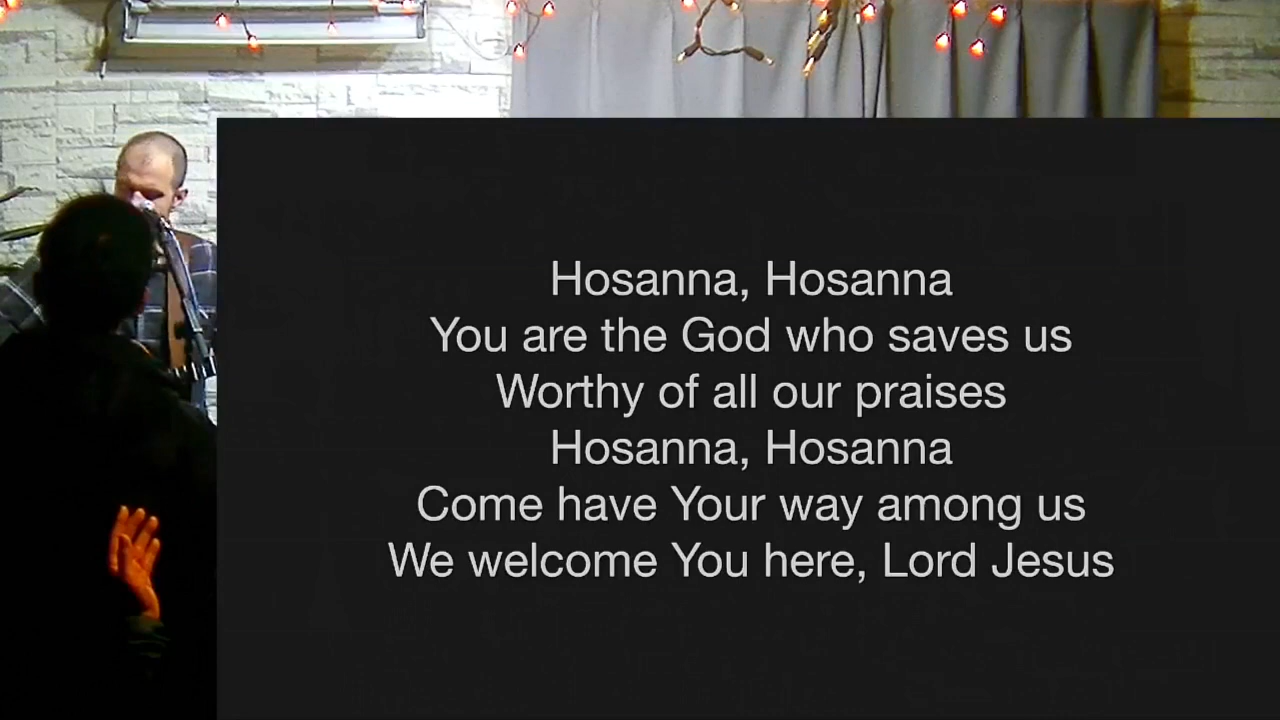 Hosanna, Hosanna
You are the God who saves us
Worthy of all our praises
Hosanna, Hosanna
Come have Your way among us
We welcome You here, Lord Jesus